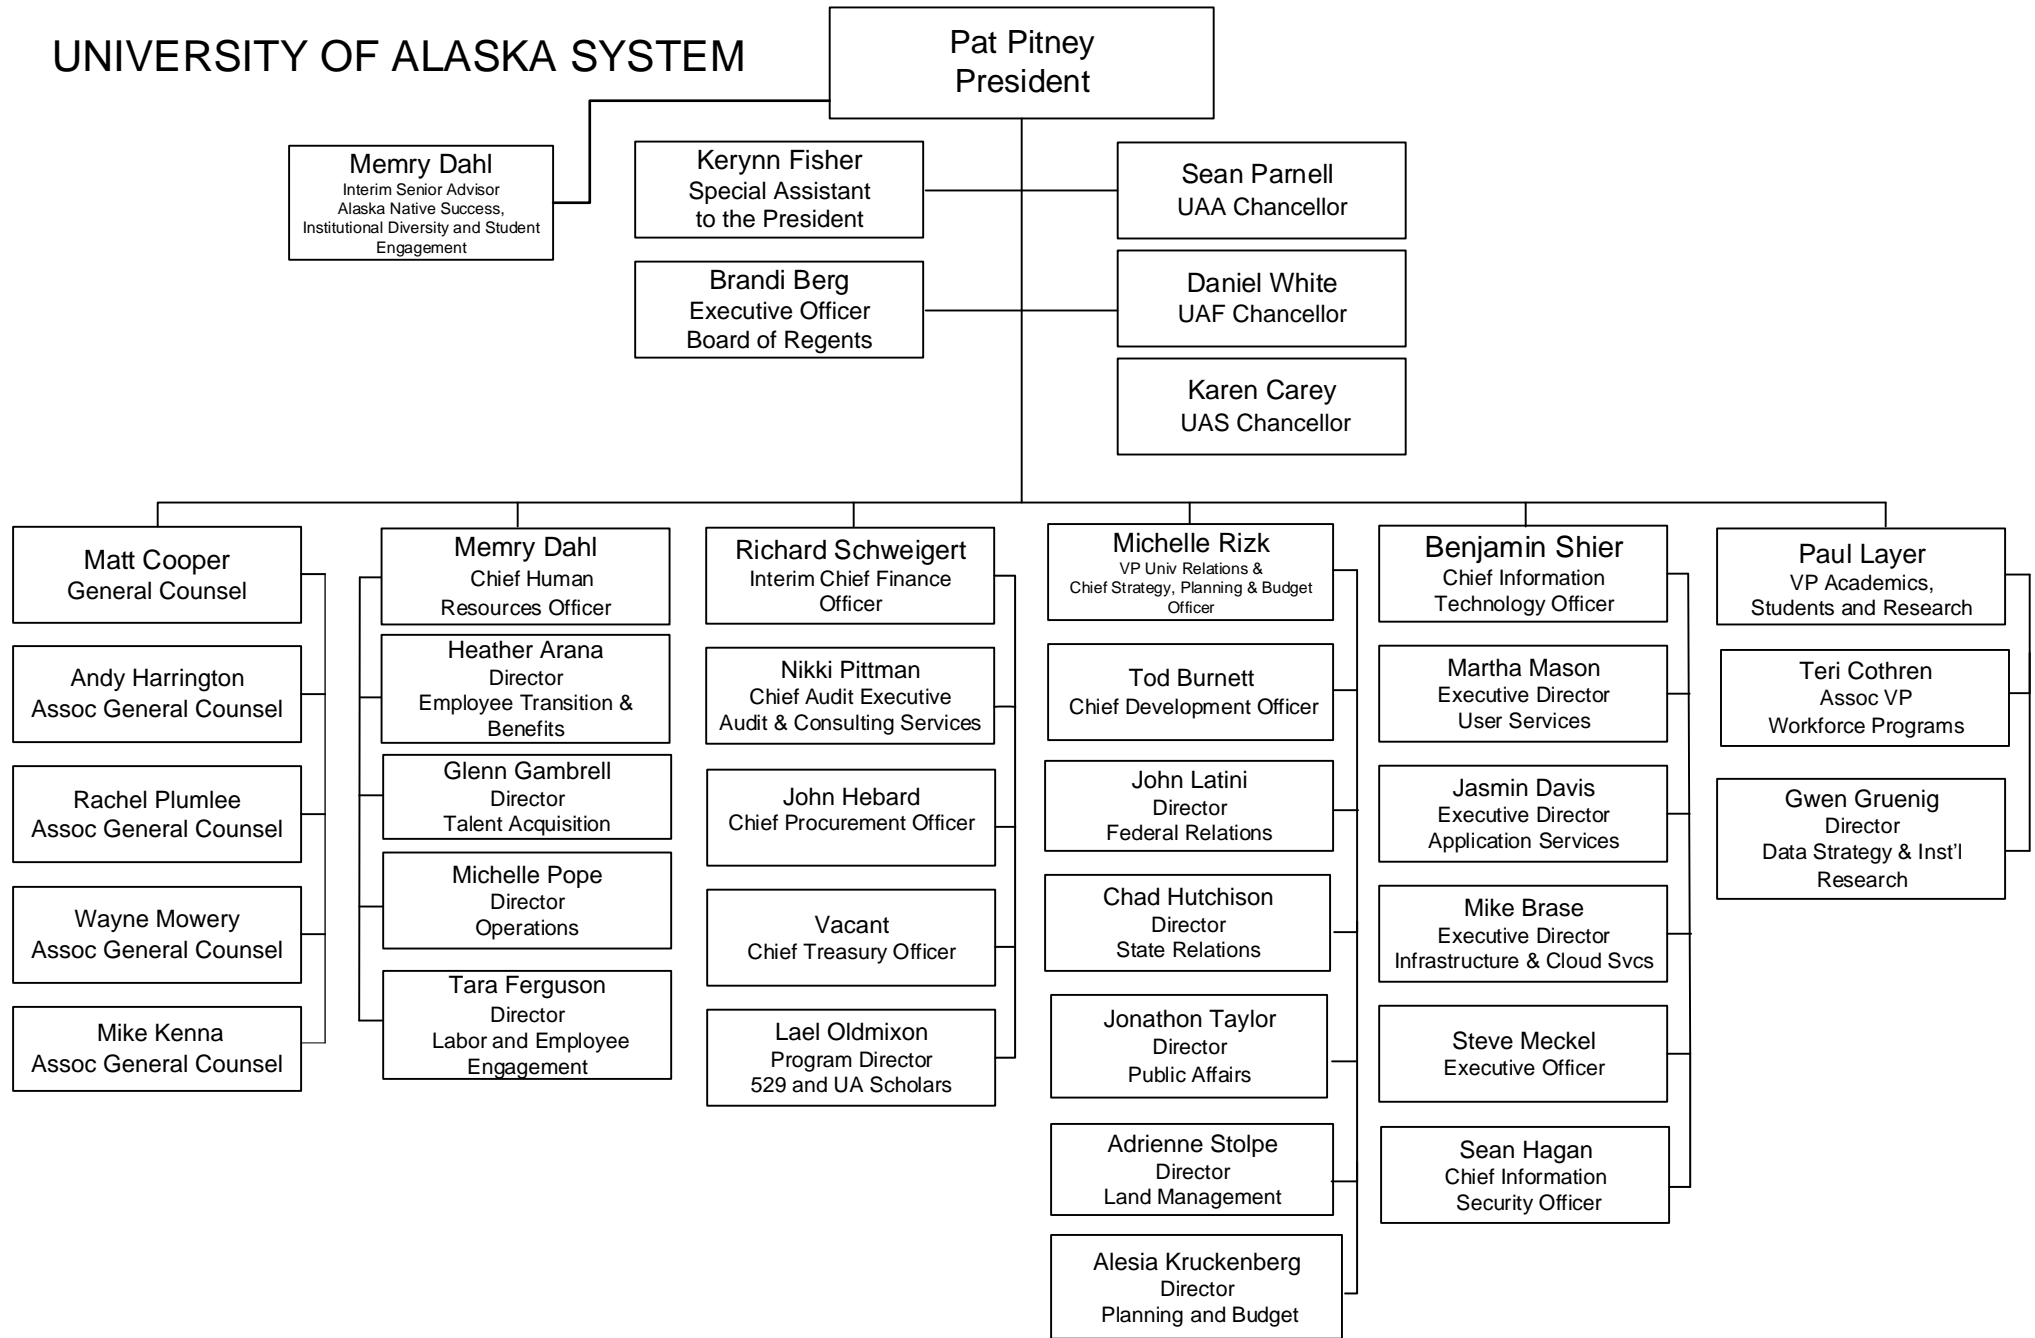 UNIVERSITY OF ALASKA SYSTEM
Pat Pitney
President
Memry Dahl
Interim Senior Advisor
Alaska Native Success,
Institutional Diversity and Student
Engagement
Kerynn Fisher
Special Assistant
to the President
Sean Parnell
UAA Chancellor
Brandi Berg
Executive Officer
Board of Regents
Daniel White
UAF Chancellor
Karen Carey
UAS Chancellor
Matt Cooper
General Counsel
Andy Harrington
Assoc General Counsel
Rachel Plumlee
Assoc General Counsel
Wayne Mowery
Assoc General Counsel
Mike Kenna
Assoc General Counsel
Memry Dahl
Chief Human
Resources Officer
Heather Arana
Director
Employee Transition &
Benefits
Glenn Gambrell
Director
Talent Acquisition
Michelle Pope
Director
Operations
Tara Ferguson
Director
Labor and Employee
Engagement
Richard Schweigert
Interim Chief Finance
Officer
Nikki Pittman
Chief Audit Executive
Audit & Consulting Services
John Hebard
Chief Procurement Officer
Vacant
Chief Treasury Officer
Lael Oldmixon
Program Director
529 and UA Scholars
Michelle Rizk
VP Univ Relations &
Chief Strategy, Planning & Budget
Officer
Tod Burnett
Chief Development Officer
John Latini
Director
Federal Relations
Chad Hutchison
Director
State Relations
Jonathon Taylor
Director
Public Affairs
Adrienne Stolpe
Director
Land Management
Alesia Kruckenberg
Director
Planning and Budget
Benjamin Shier
Chief Information
Technology Officer
Martha Mason
Executive Director
User Services
Jasmin Davis
Executive Director
Application Services
Mike Brase
Executive Director
Infrastructure & Cloud Svcs
Steve Meckel
Executive Officer
Sean Hagan
Chief Information
Security Officer
Paul Layer
VP Academics,
Students and Research
Teri Cothren
Assoc VP
Workforce Programs
Gwen Gruenig
Director
Data Strategy & Inst'l
Research